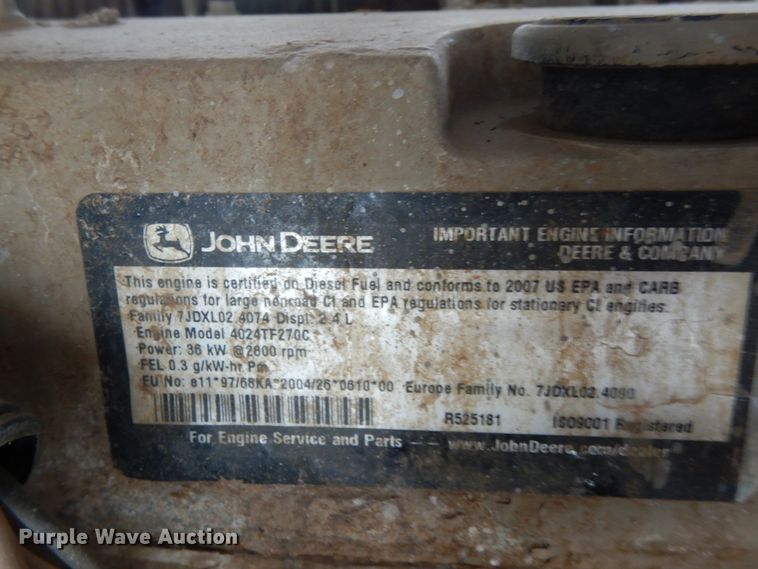 JOHN DEERE
IMPORTANT ENGINE INFORMATION
DEERE & COMPANY
This engine is certified on Diesel Fuel and conforms to 2007 US EPA and CARB
regulations for large nonroad CI and EPA regulations for stationary CI engines.
Family 7JDXL02.4074 Displ: 2.4 L
Engine Model 4024TF270C
Power: 36 kW @2800 rpm
FEL 0.3 g/kW-hr Pm
EU No: e11*97/68KA*2004/26*0610*00 Europe Family No. 7JDXL02.4090
R525181 ISO9001 Registered
For Engine Service and Parts -- www.JohnDeere.com/dealer
Purple Wave Auction